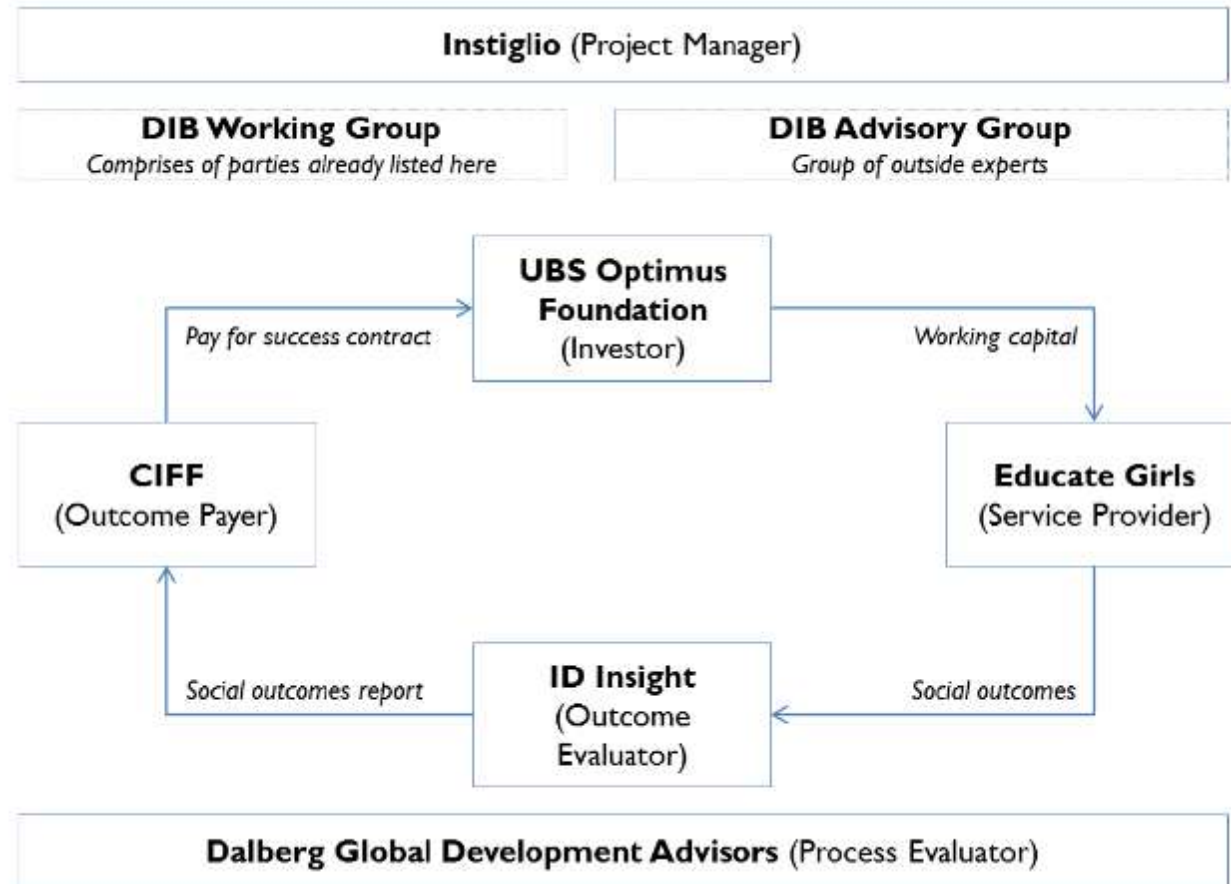 Instiglio (Project Manager)
DIB Working Group
Comprises of parties already listed here
DIB Advisory Group
Group of outside experts
UBS Optimus
Foundation
(Investor)
Pay for success contract
Working capital
CIFF
(Outcome Payer)
Educate Girls
(Service Provider)
ID Insight
(Outcome
Evaluator)
Social outcomes report
Social outcomes
Dalberg Global Development Advisors (Process Evaluator)